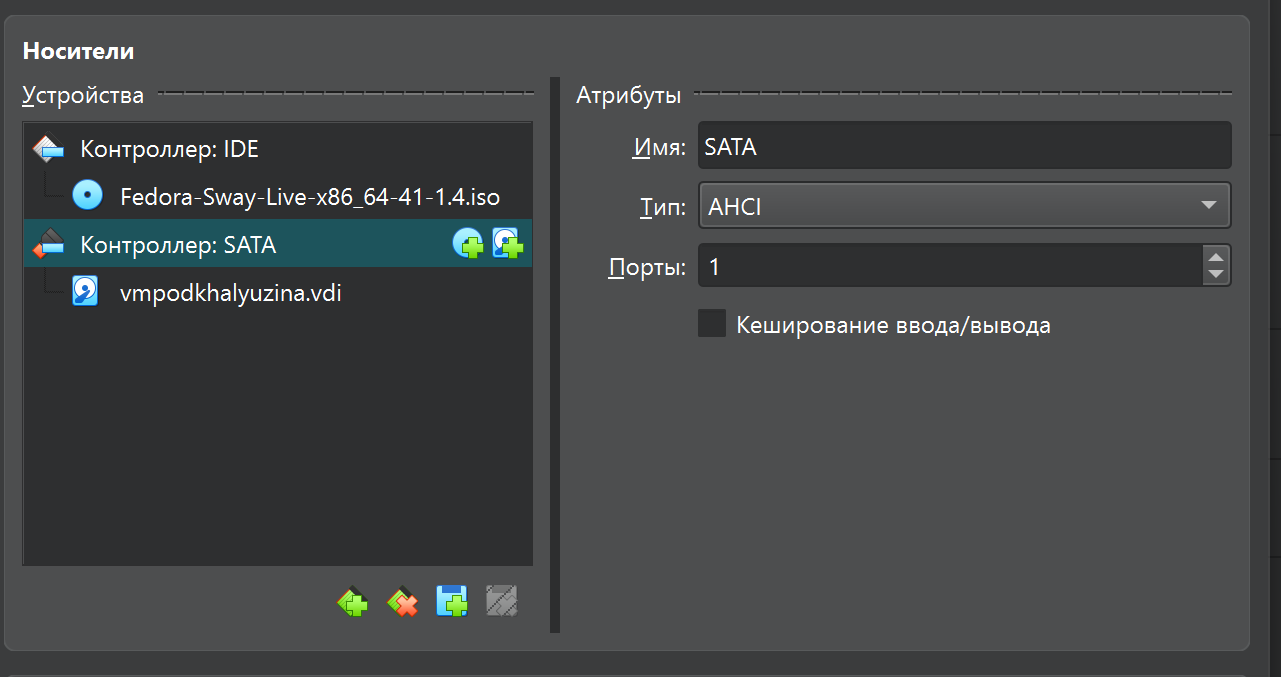 Носители
Устройства
Контроллер: IDE
Fedora-Sway-Live-x86_64-41-1.4.iso
Контроллер: SATA
vmpodkhalyuzina.vdi
Атрибуты
Имя: SATA
Тип: AHCI
Порты: 1
Кеширование ввода/вывода